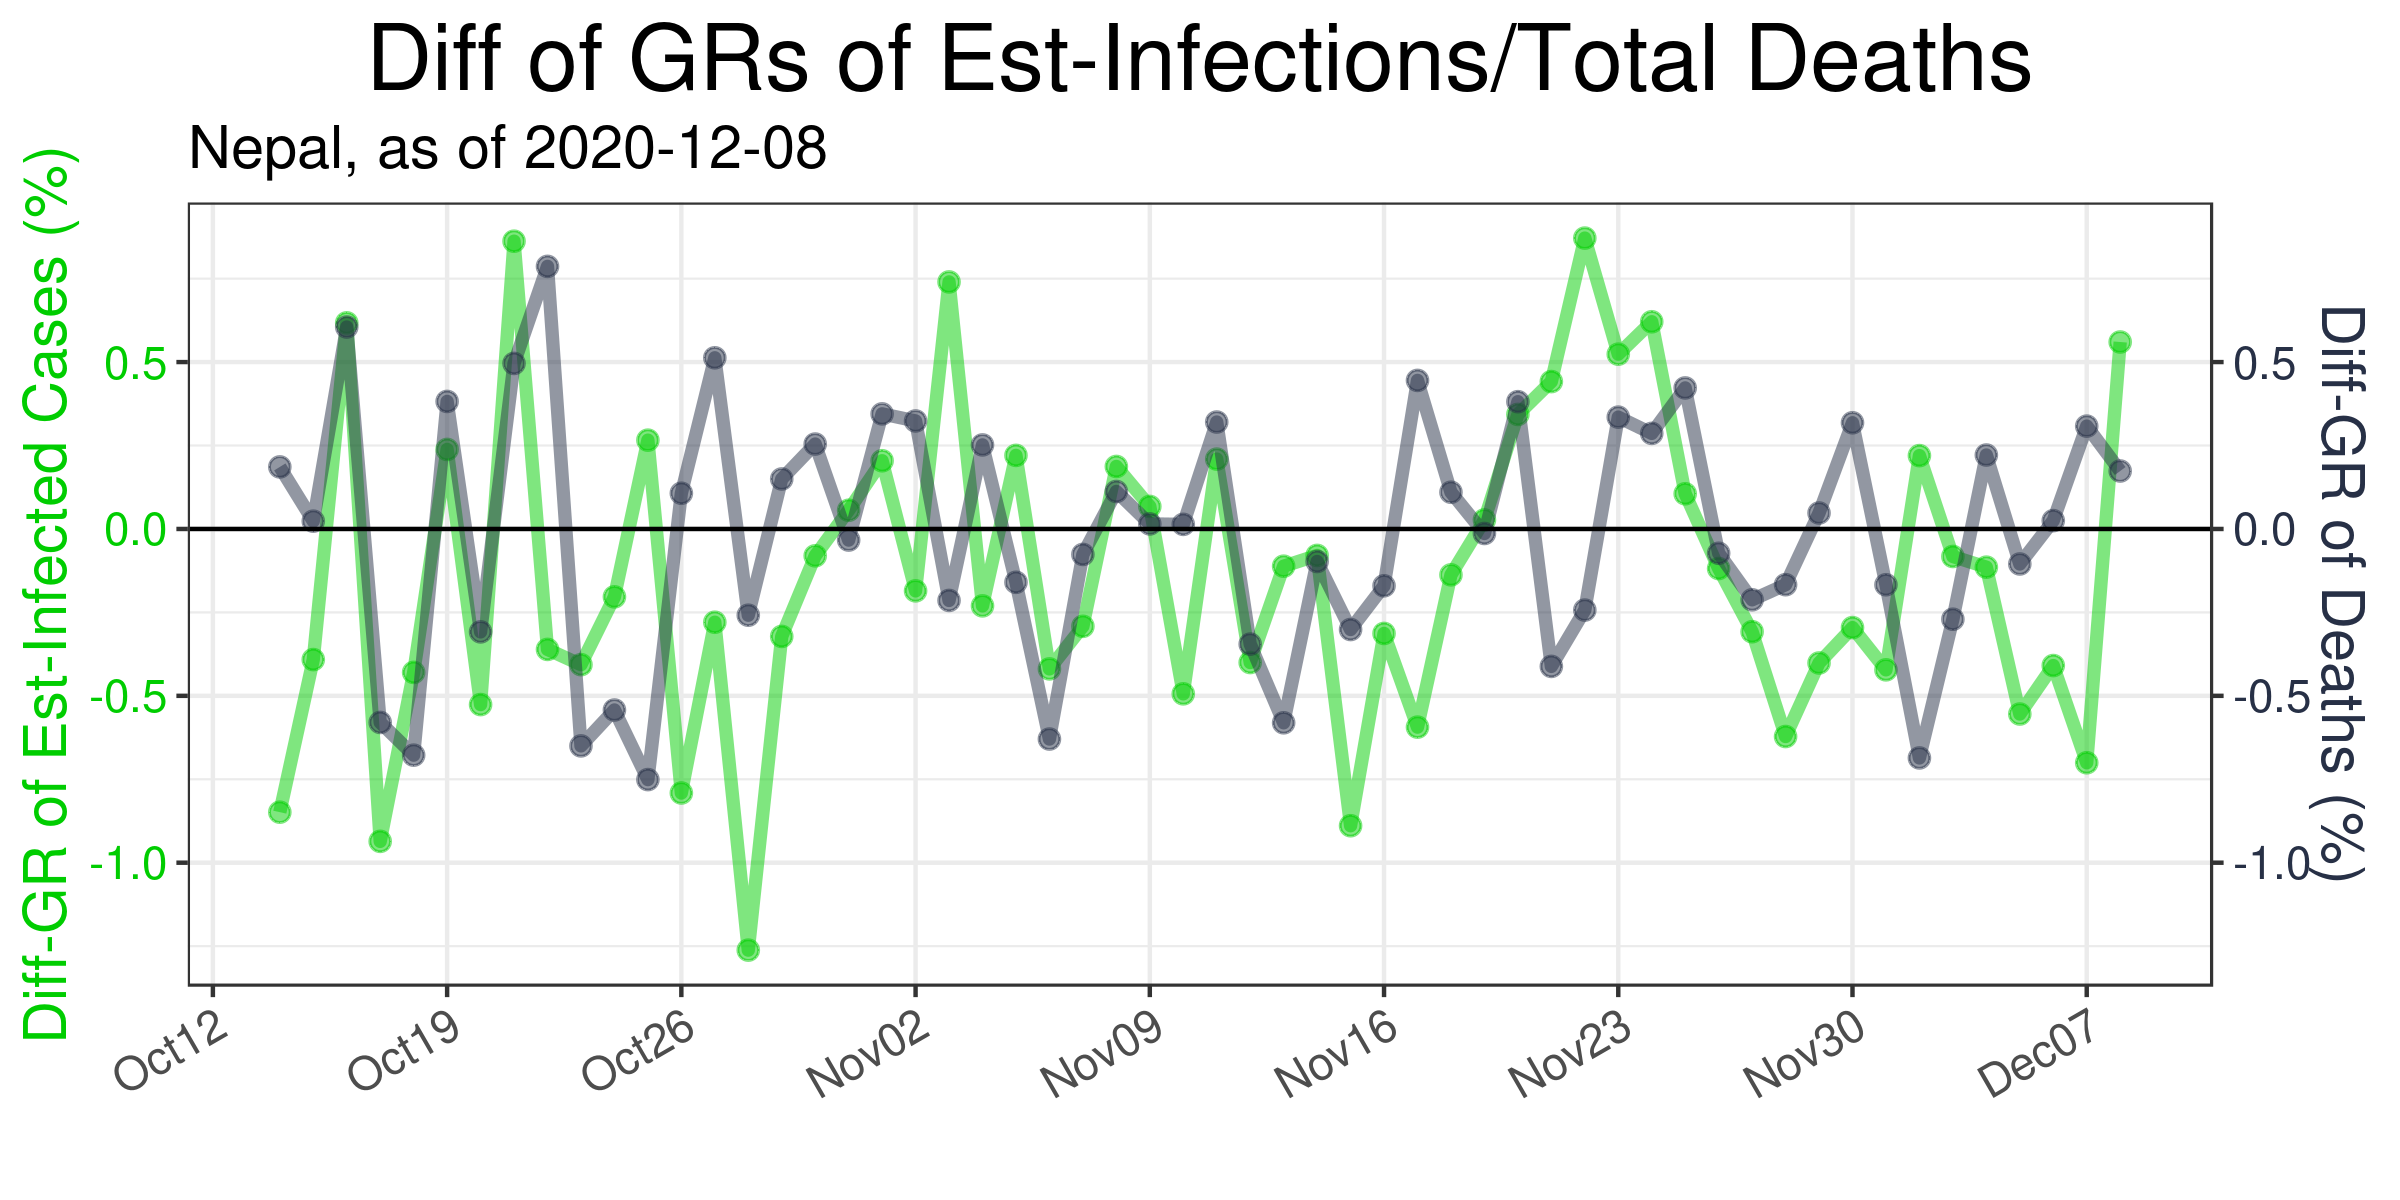 Diff of GRs of Est-Infections/Total Deaths
Nepal, as of 2020-12-08
Diff-GR of Est-Infected Cases (%)
0.5
0.0
-0.5
-1.0
0.5
0.0
-0.5
-1.0
Diff-GR of Deaths (%)
Oct12
Oct19
Oct26
Nov02
Nov09
Nov16
Nov23
Nov30
Dec07